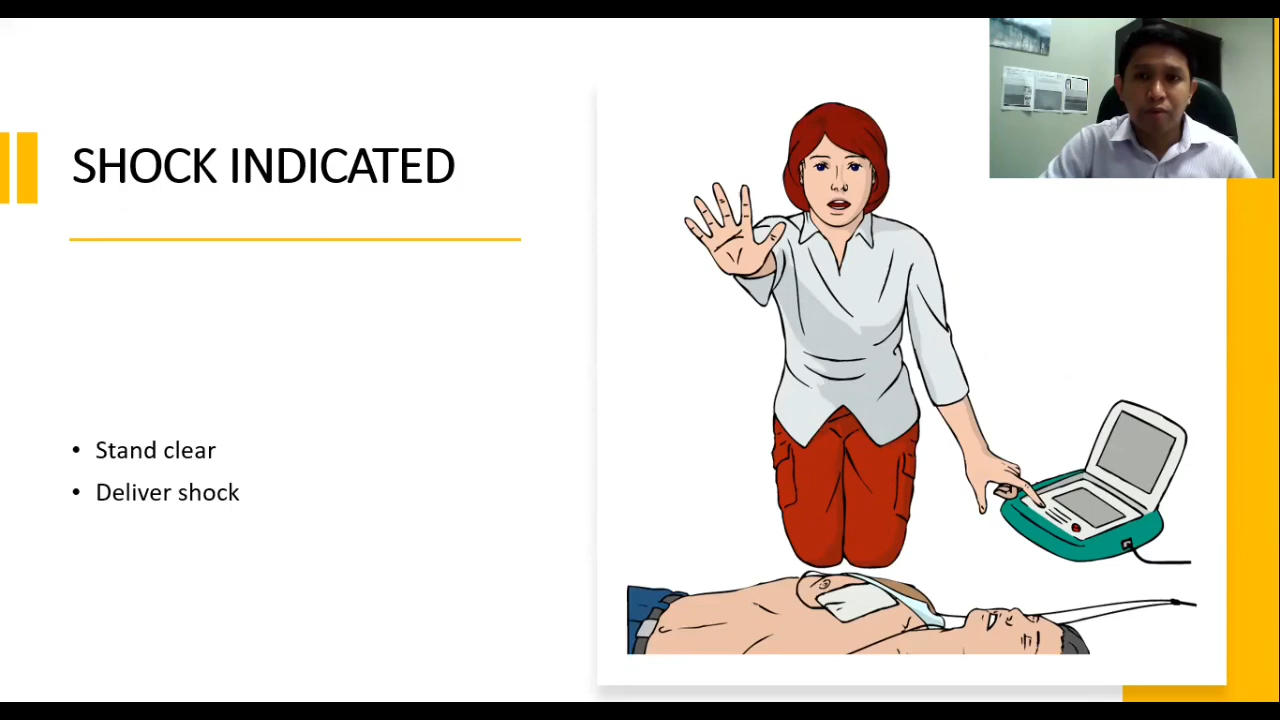 SHOCK INDICATED
• Stand clear
• Deliver shock